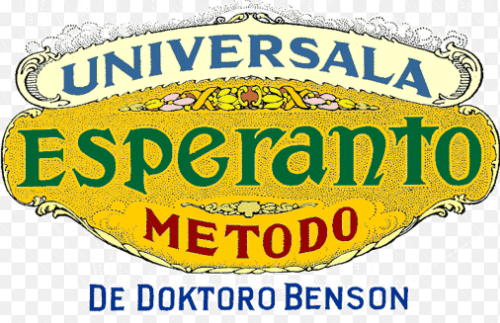 UNIVERSALA
ESPERANTO
METODO
DE DOKTORO BENSON